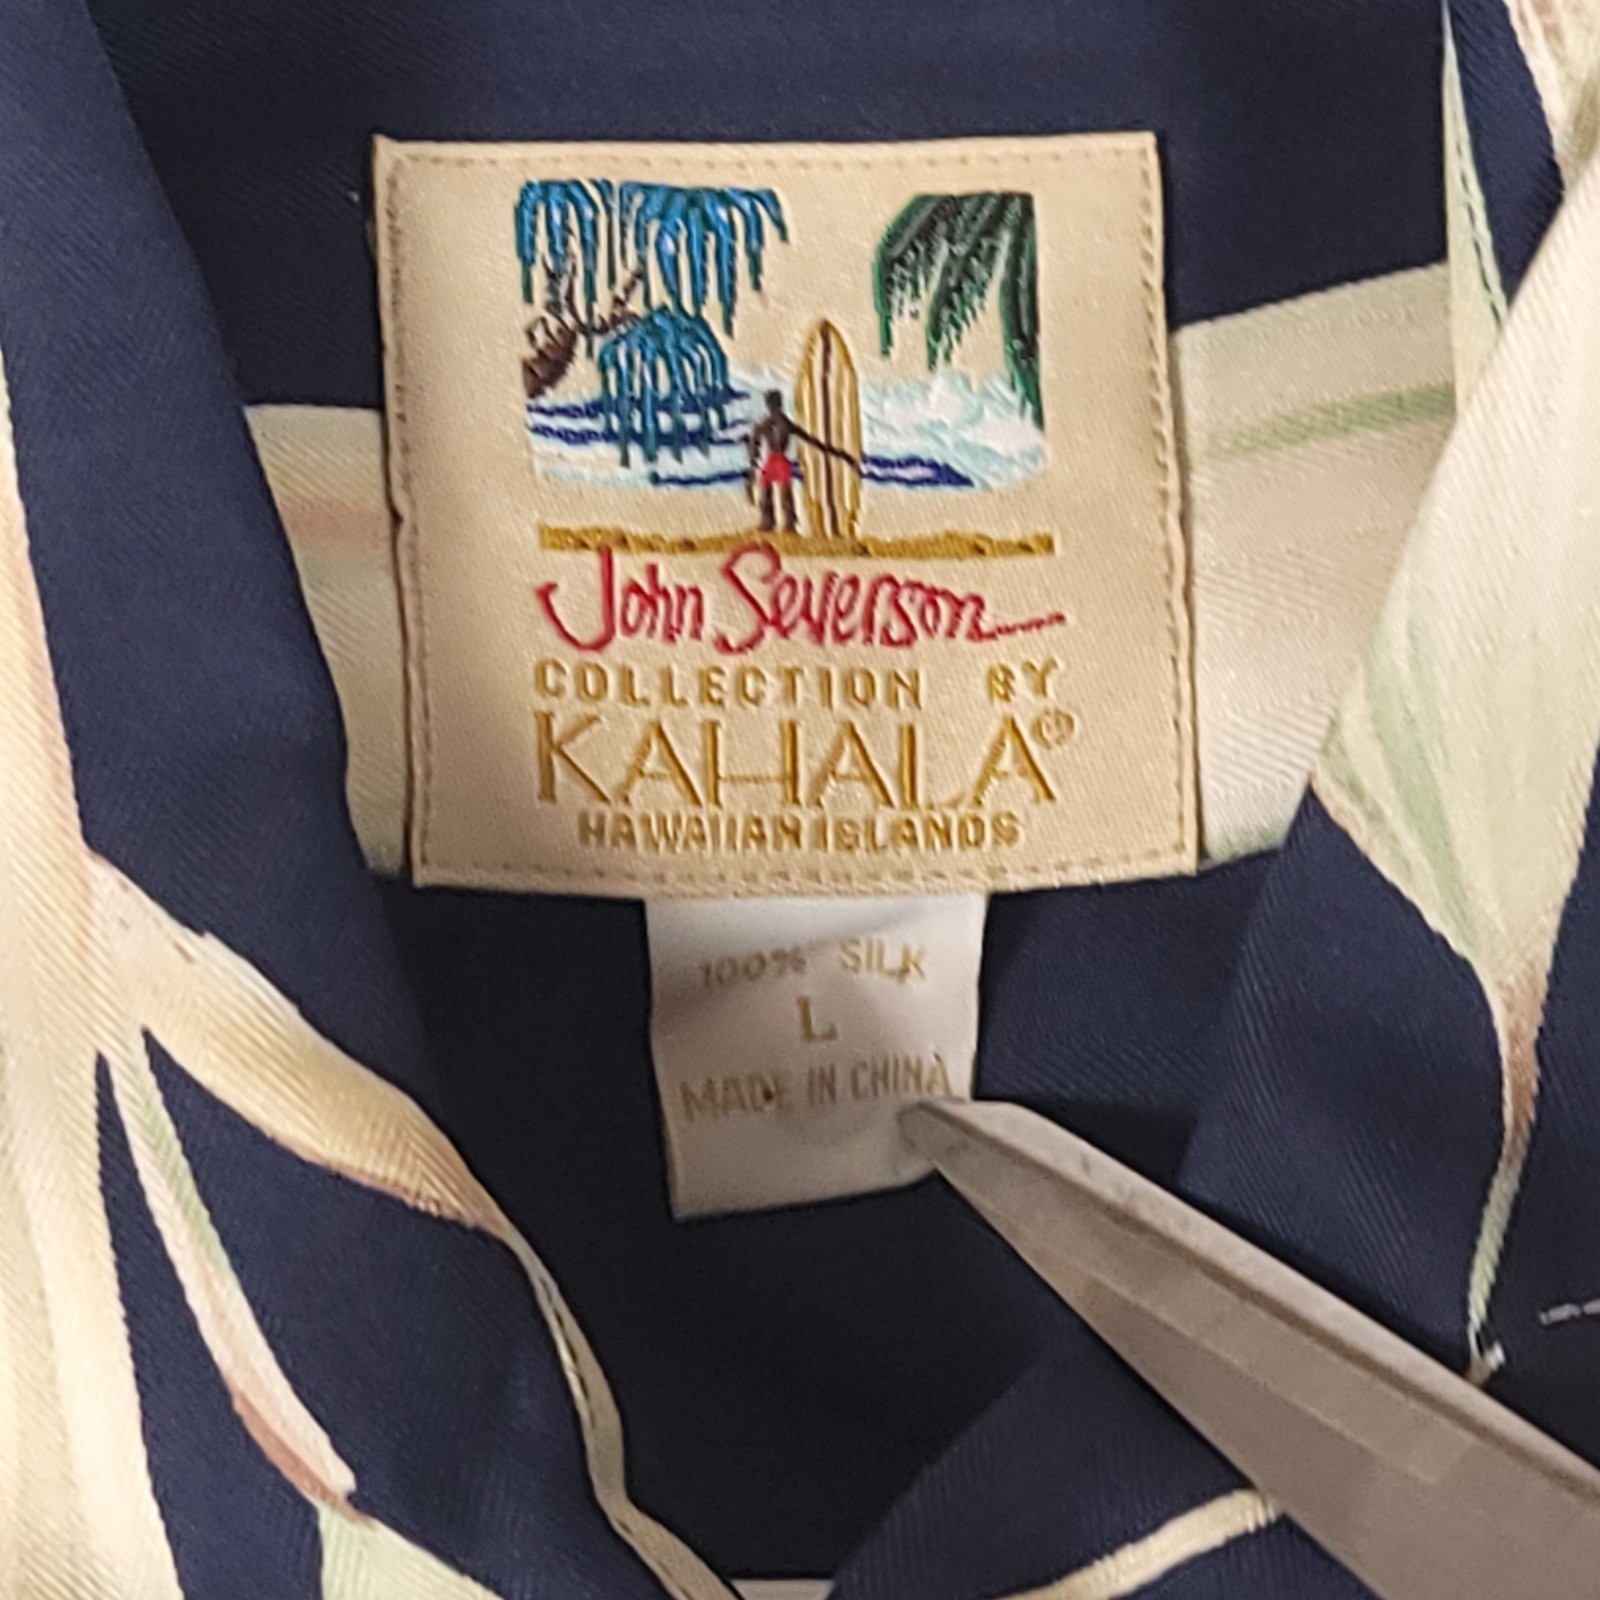 John Severson
COLLECTION BY
KAHALA®
HAWAIIAN ISLANDS
100% SILK
L
MADE IN CHINA